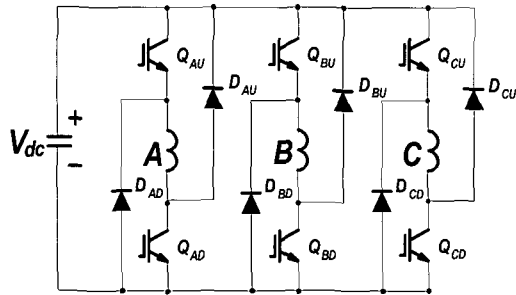 Q_AU
Q_BU
Q_CU
D_AU
D_BU
D_CU
+
V_dc
-
A
B
C
D_AD
D_BD
D_CD
Q_AD
Q_BD
Q_CD